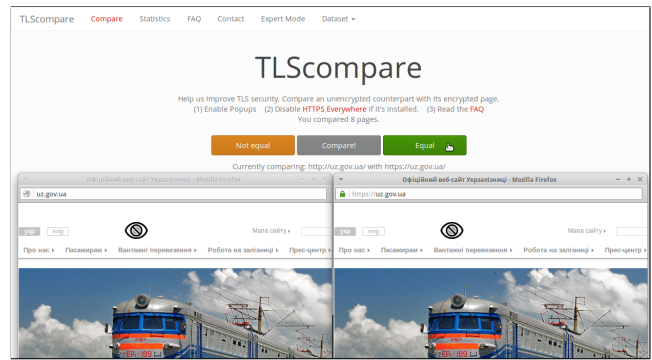 TLScompare Compare Statistics FAQ Contact Expert Mode Dataset
TLScompare
Help us improve TLS security. Compare an unencrypted counterpart with its encrypted page.
(1) Enable Popups (2) Disable HTTPS Everywhere if it's installed. (3) Read the FAQ
You compared 8 pages.
Not equal Compare! Equal
Currently comparing: http://uz.gov.ua/ with https://uz.gov.ua/
Офіційний веб-сайт Укрзалізниці - Mozilla Firefox
uz.gov.ua
укр eng Мапа сайту
Про нас Пасажирам Вантажні перевезення Робота на залізниці Прес-центр
ЕР 189
Офіційний веб-сайт Укрзалізниці - Mozilla Firefox
https://uz.gov.ua
укр eng Мапа сайту
Про нас Пасажирам Вантажні перевезення Робота на залізниці Прес-центр
ЕР 189